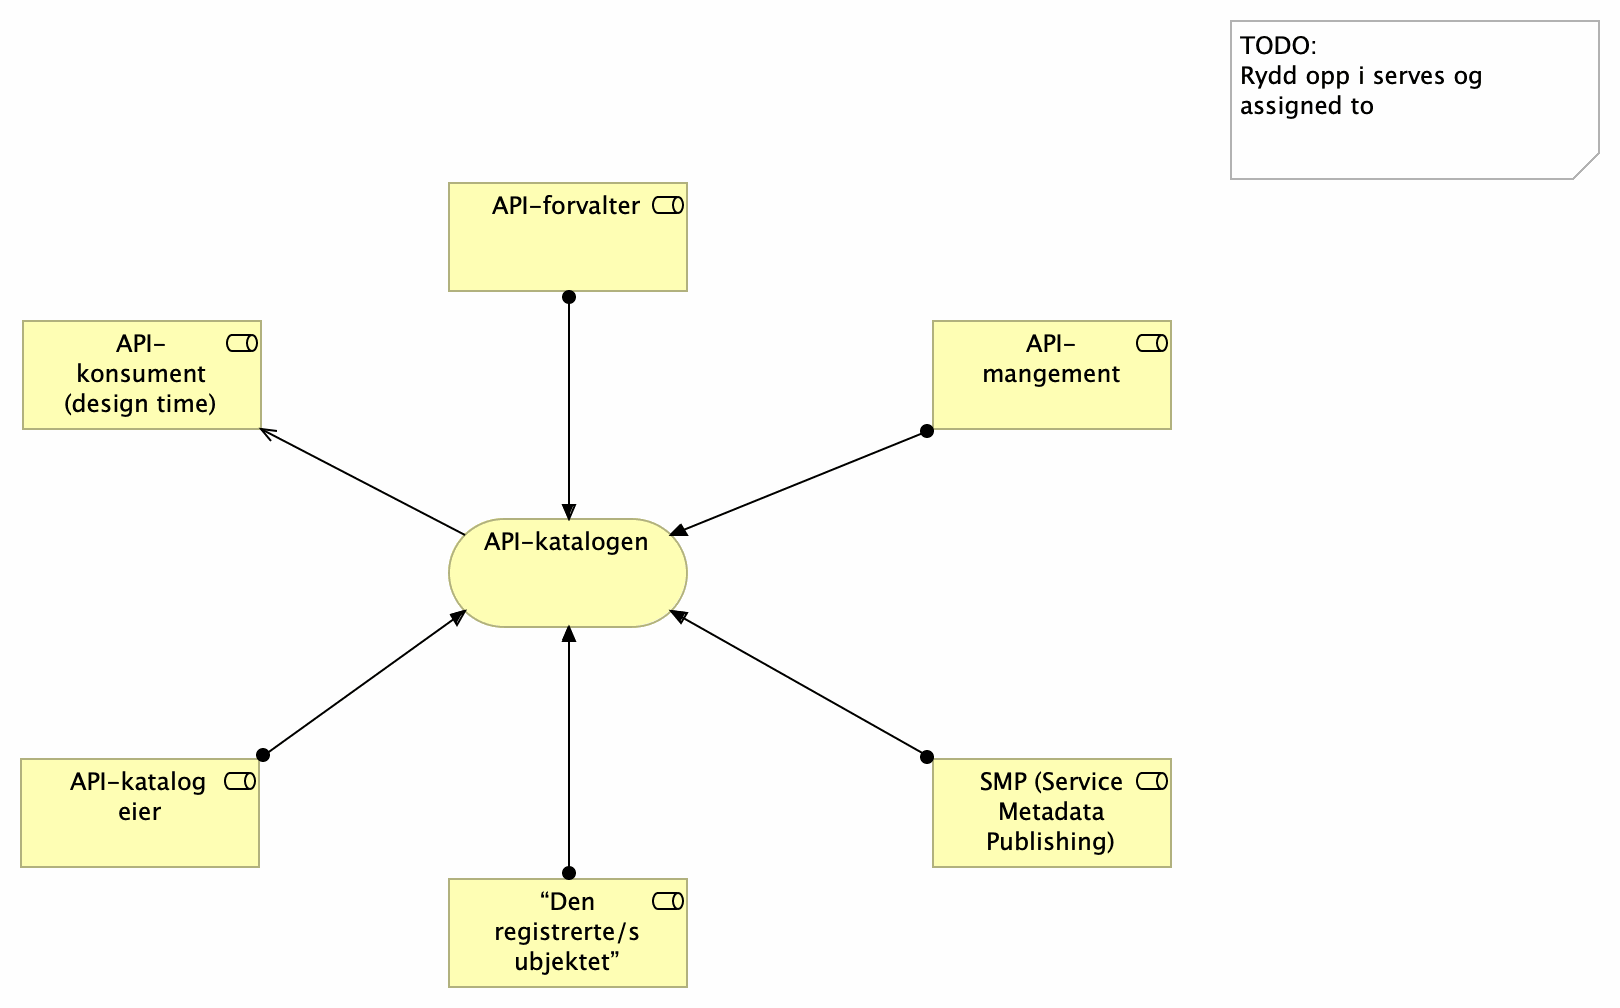 TODO:
Rydd opp i serves og
assigned to
API-forvalter
API-
konsument
(design time)
API-
mangement
API-katalogen
API-katalog
eier
SMP (Service
Metadata
Publishing)
“Den
registrerte/s
ubjektet”